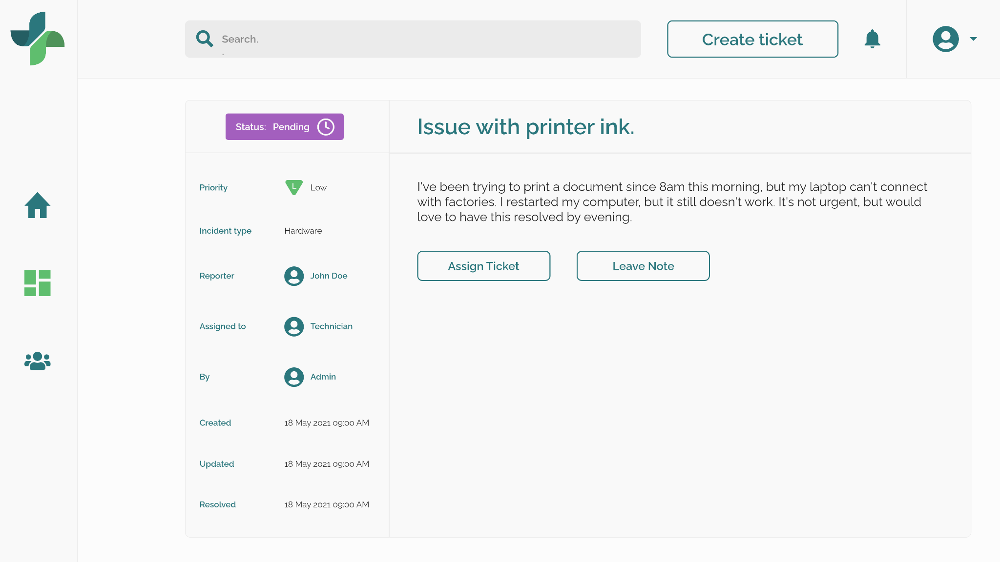 Search.
.
Create ticket
Status: Pending
Issue with printer ink.
Priority L Low
Incident type Hardware
Reporter John Doe
Assigned to Technician
By Admin
Created 18 May 2021 09:00 AM
Updated 18 May 2021 09:00 AM
Resolved 18 May 2021 09:00 AM
I've been trying to print a document since 8am this morning, but my laptop can't connect
with factories. I restarted my computer, but it still doesn't work. It's not urgent, but would
love to have this resolved by evening.
Assign Ticket
Leave Note